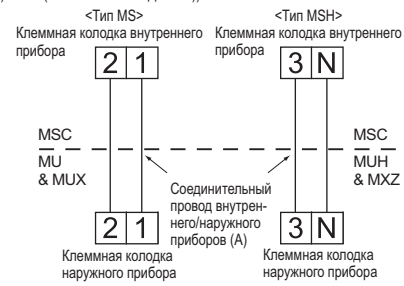 <Тип MS>
Клеммная колодка внутреннего
прибора
2 1
<Тип MSH>
Клеммная колодка внутреннего
прибора
3 N
MSC
MU
& MUX
MSC
MUH
& MXZ
Соединительный
провод внутрен-
него/наружного
приборов (A)
2 1
Клеммная колодка
наружного прибора
3 N
Клеммная колодка
наружного прибора